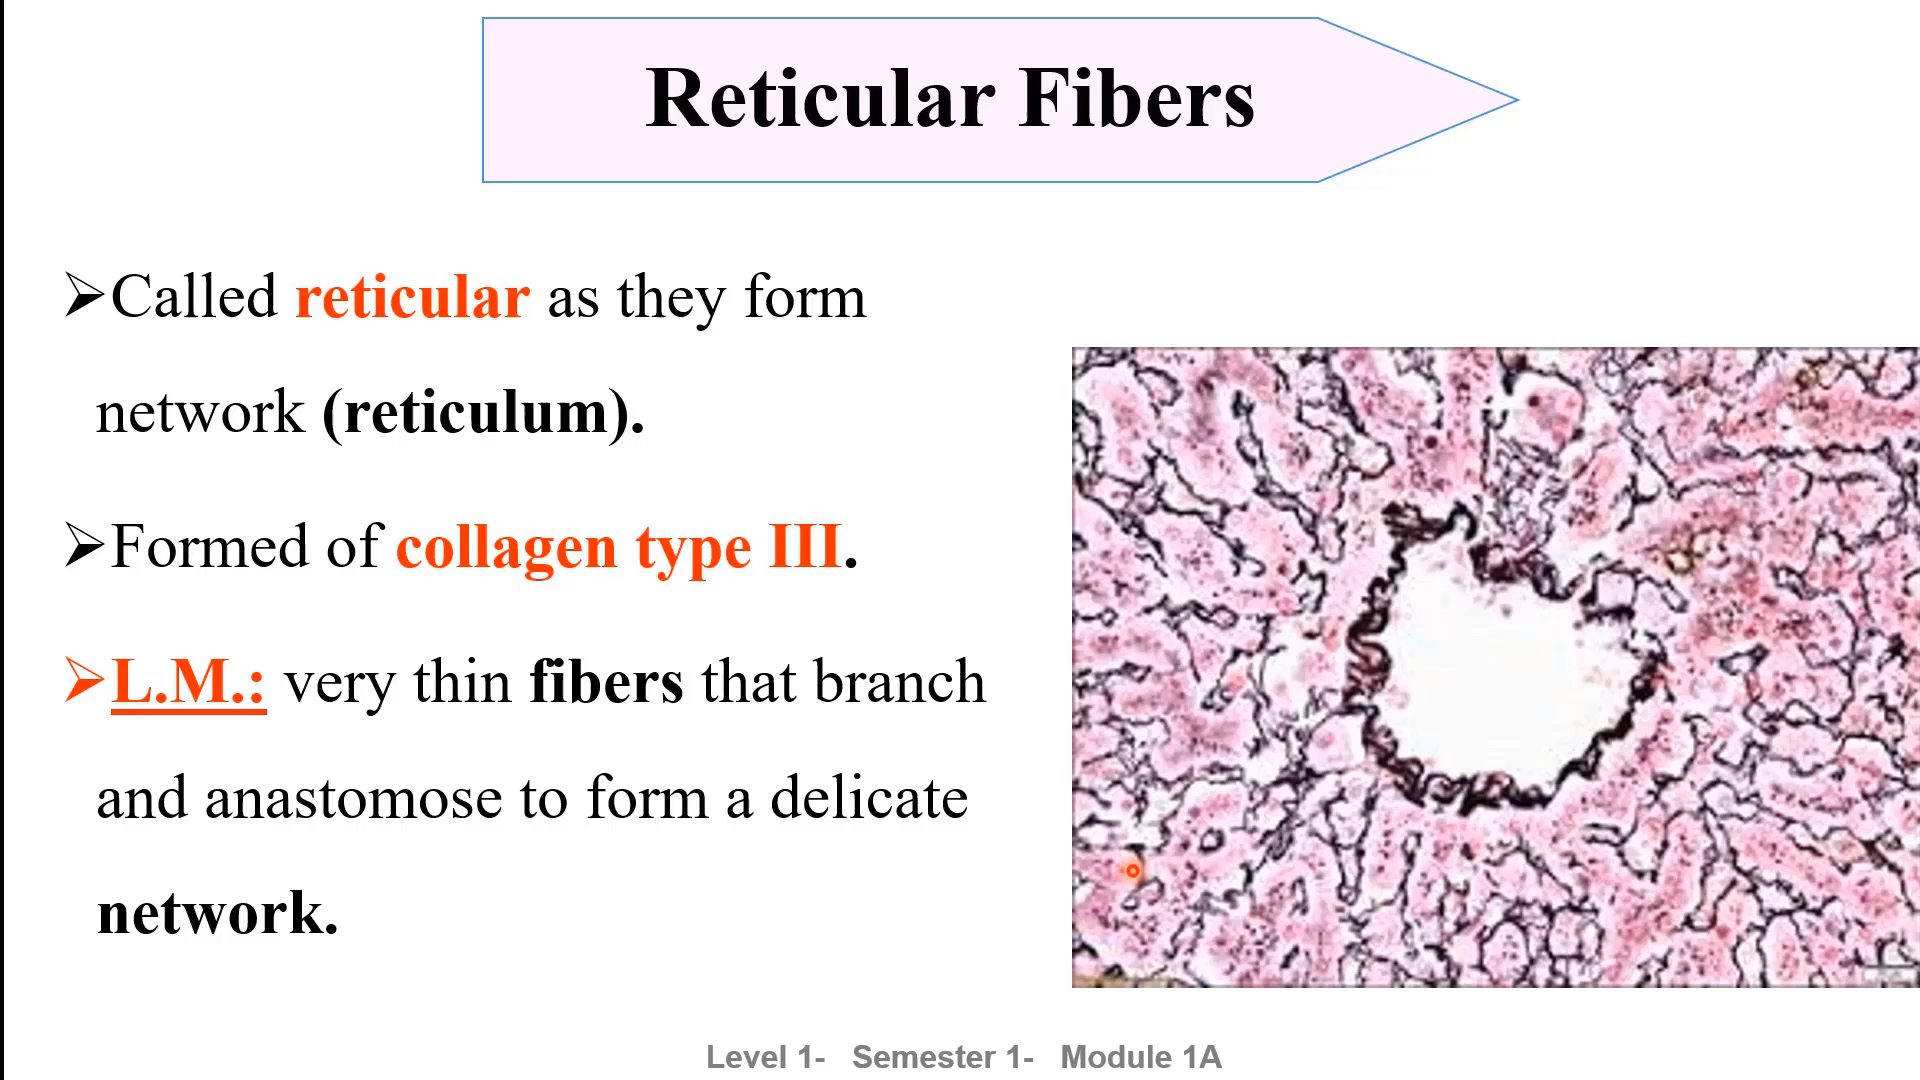 Reticular Fibers
➢Called reticular as they form
network (reticulum).
➢Formed of collagen type III.
➢L.M.: very thin fibers that branch
and anastomose to form a delicate
network.
Level 1- Semester 1- Module 1A